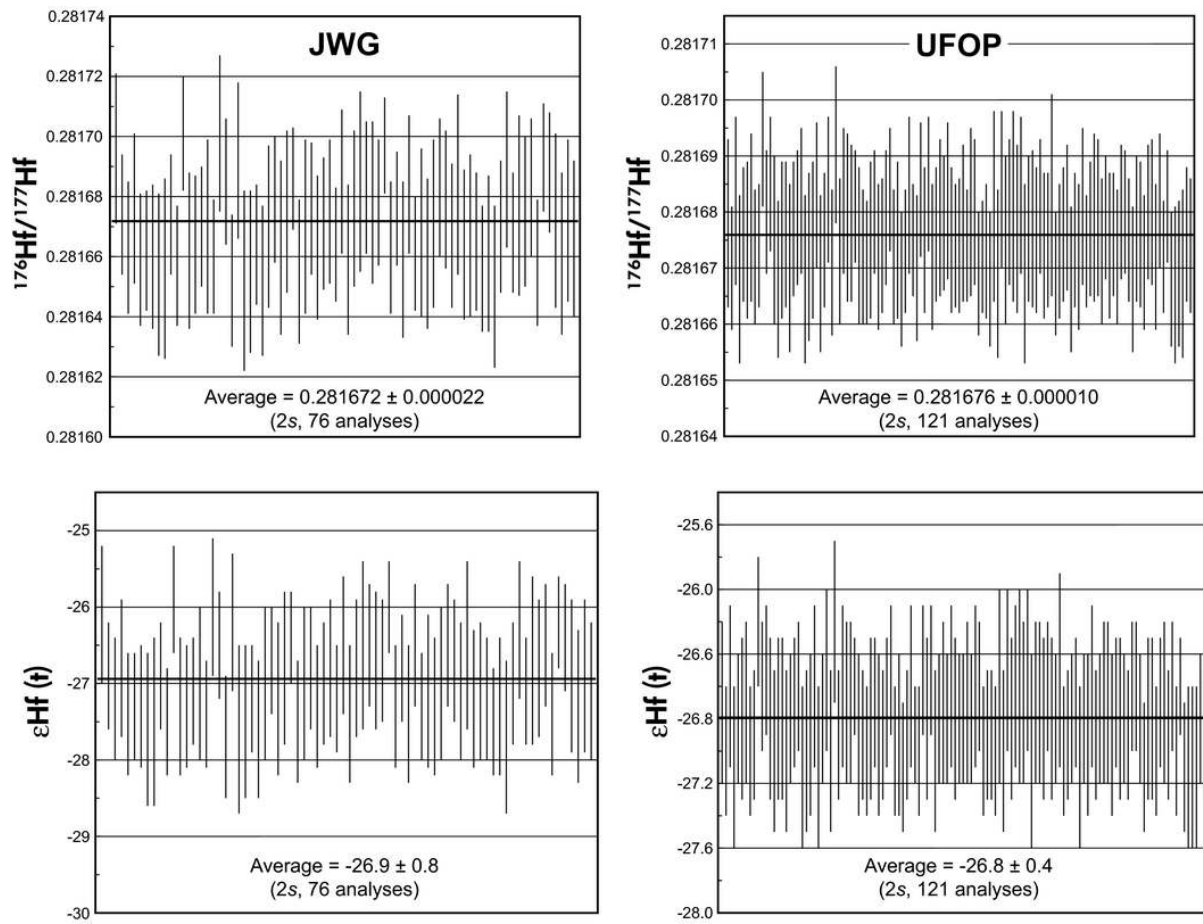 JWG
0.28174
0.28172
0.28170
0.28168
0.28166
0.28164
0.28162
0.28160
¹⁷⁶Hf/¹⁷⁷Hf
Average = 0.281672 ± 0.000022
(2s, 76 analyses)
UFOP
0.28171
0.28170
0.28169
0.28168
0.28167
0.28166
0.28165
0.28164
¹⁷⁶Hf/¹⁷⁷Hf
Average = 0.281676 ± 0.000010
(2s, 121 analyses)
-25
-26
-27
-28
-29
-30
εHf (t)
Average = -26.9 ± 0.8
(2s, 76 analyses)
-25.6
-26.0
-26.6
-26.8
-27.2
-27.6
-28.0
εHf (t)
Average = -26.8 ± 0.4
(2s, 121 analyses)